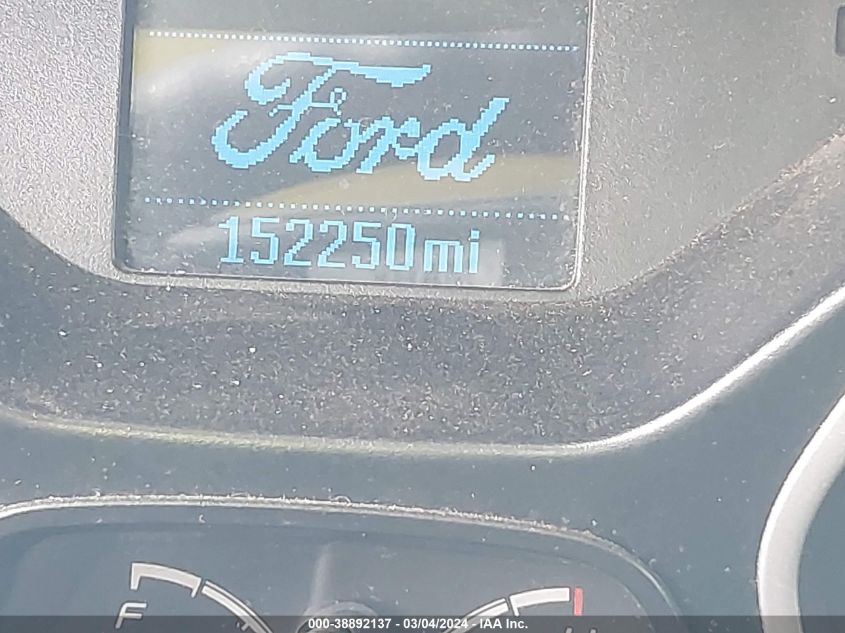 Ford
152250mi
F
000-38892137 - 03/04/2024 - IAA Inc.